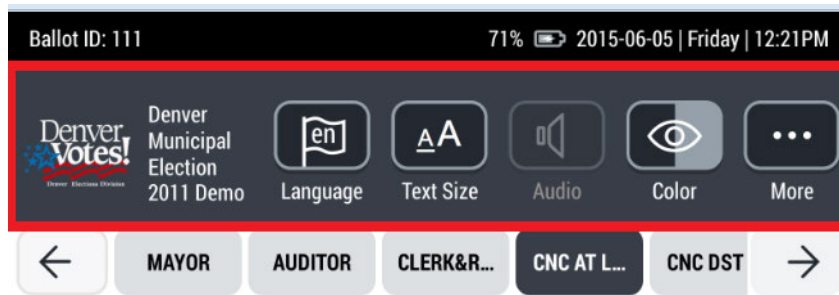 Ballot ID: 111
71% 2015-06-05 | Friday | 12:21PM
Denver
Votes!
Denver Elections Division
Denver
Municipal
Election
2011 Demo
en
Language
AA
Text Size
Audio
Color
More
MAYOR
AUDITOR
CLERK&R...
CNC AT L...
CNC DST